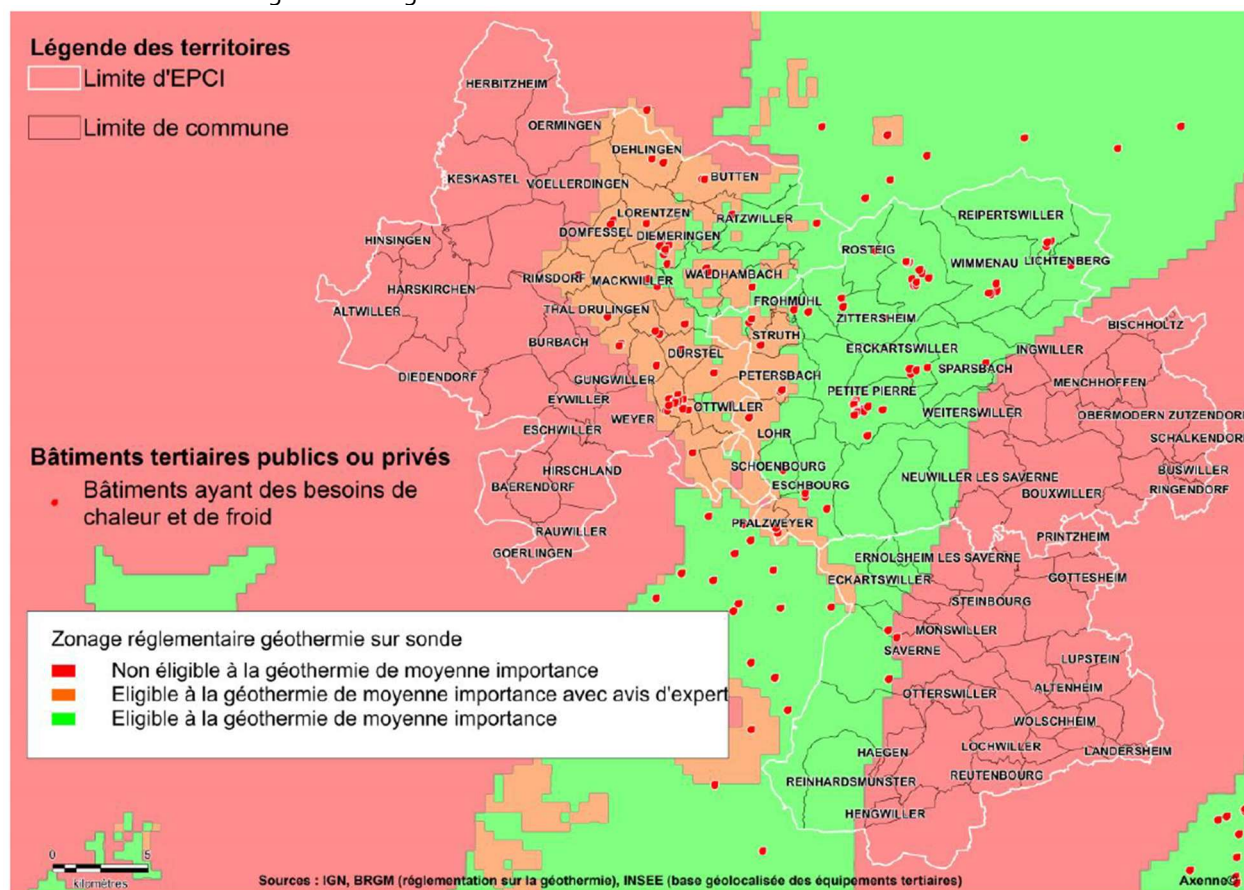 Légende des territoires
Limite d'EPCI
Limite de commune
HERBITZHEIM
OERMINGEN
DEHLINGEN
BUTTEN
KESKASTEL
VOELLERDINGEN
LORENTZEN
RATZWILLER
REIPERTSWILLER
DOMFESSEL
DIEMERINGEN
HINSINGEN
ROSTEIG
WIMMENAU
LICHTENBERG
RIMSDORF
MACKWILLER
WALDHAMBACH
HARSKIRCHEN
FROHMUHL
ALTWILLER
THAL DRULINGEN
ZITTERSHEIM
BISCHHOLTZ
STRUTH
BURBACH
DURSTEL
ERCKARTSWILLER
INGWILLER
DIEDENDORF
GUNGWILLER
PETERSBACH
SPARSBACH
MENCHHOFFEN
EYWILLER
PETITE PIERRE
WEYER
OTTWILLER
WEITERSWILLER
OBERMODERN ZUTZENDORF
ESCHWILLER
LOHR
SCHALKENDORF
Bâtiments tertiaires publics ou privés
HIRSCHLAND
SCHOENBOURG
BUSWILLER
BAERENDORF
ESCHBOURG
NEUWILLER LES SAVERNE
RINGENDORF
Bâtiments ayant des besoins de
chaleur et de froid
BOUXWILLER
RAUWILLER
PFALZWEYER
PRINTZHEIM
GOERLINGEN
ERNOLSHEIM LES SAVERNE
ECKARTSWILLER
GOTTESHEIM
STEINBOURG
Zonage réglementaire géothermie sur sonde
MONSWILLER
SAVERNE
Non éligible à la géothermie de moyenne importance
LUPSTEIN
Eligible à la géothermie de moyenne importance avec avis d'expert
OTTERSWILLER
ALTENHEIM
Eligible à la géothermie de moyenne importance
WOLSCHHEIM
HAEGEN
LOCHWILLER
LANDERSHEIM
REINHARDSMUNSTER
REUTENBOURG
HENGWILLER
0 5
kilomètres
Sources : IGN, BRGM (réglementation sur la géothermie), INSEE (base géolocalisée des équipements tertiaires)
Axenne©